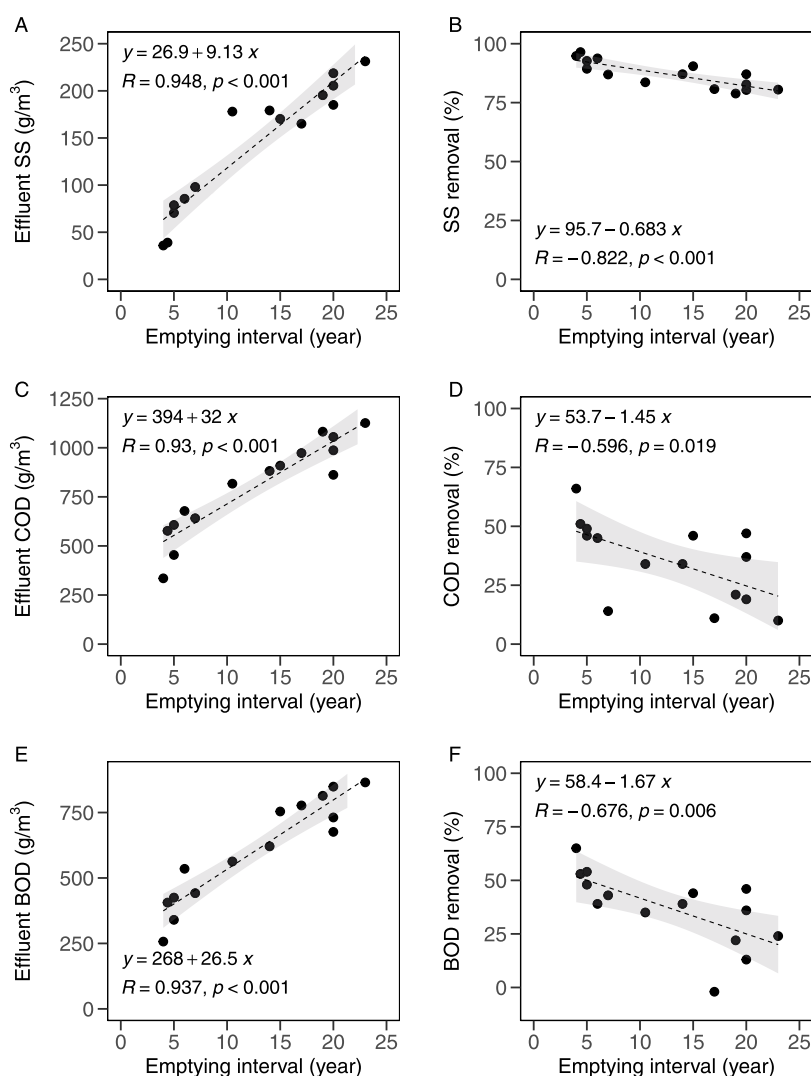 A
y = 26.9 + 9.13 x
R = 0.948, p < 0.001
250
200
150
100
50
0
Effluent SS (g/m³)
0 5 10 15 20 25
Emptying interval (year)
B
100
75
50
25
0
SS removal (%)
y = 95.7 − 0.683 x
R = −0.822, p < 0.001
0 5 10 15 20 25
Emptying interval (year)
C
y = 394 + 32 x
R = 0.93, p < 0.001
1250
1000
750
500
250
0
Effluent COD (g/m³)
0 5 10 15 20 25
Emptying interval (year)
D
y = 53.7 − 1.45 x
R = −0.596, p = 0.019
100
75
50
25
0
COD removal (%)
0 5 10 15 20 25
Emptying interval (year)
E
750
500
250
0
Effluent BOD (g/m³)
y = 268 + 26.5 x
R = 0.937, p < 0.001
0 5 10 15 20 25
Emptying interval (year)
F
y = 58.4 − 1.67 x
R = −0.676, p = 0.006
100
75
50
25
0
BOD removal (%)
0 5 10 15 20 25
Emptying interval (year)